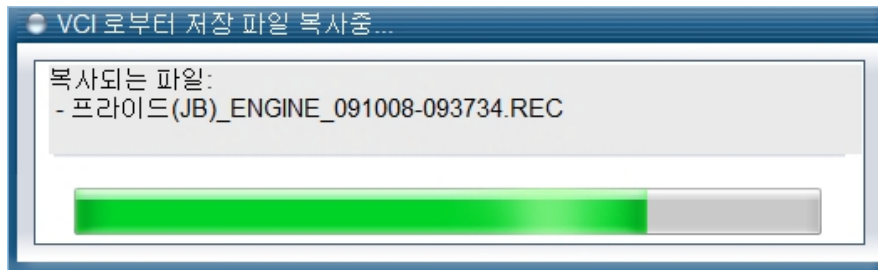 VCI 로부터 저장 파일 복사중...
복사되는 파일:
- 프라이드(JB)_ENGINE_091008-093734.REC